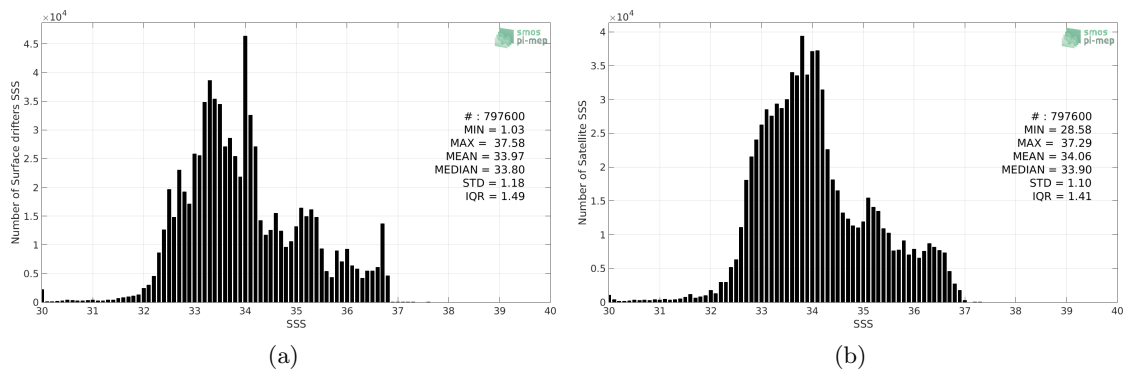 ×10⁴
4.5
4
3.5
3
2.5
2
1.5
1
0.5
0
Number of Surface drifters SSS
30 31 32 33 34 35 36 37 38 39 40
SSS
smos
pi-mep
# : 797600
MIN = 1.03
MAX = 37.58
MEAN = 33.97
MEDIAN = 33.80
STD = 1.18
IQR = 1.49
(a)
×10⁴
4
3.5
3
2.5
2
1.5
1
0.5
0
Number of Satellite SSS
30 31 32 33 34 35 36 37 38 39 40
SSS
smos
pi-mep
# : 797600
MIN = 28.58
MAX = 37.29
MEAN = 34.06
MEDIAN = 33.90
STD = 1.10
IQR = 1.41
(b)